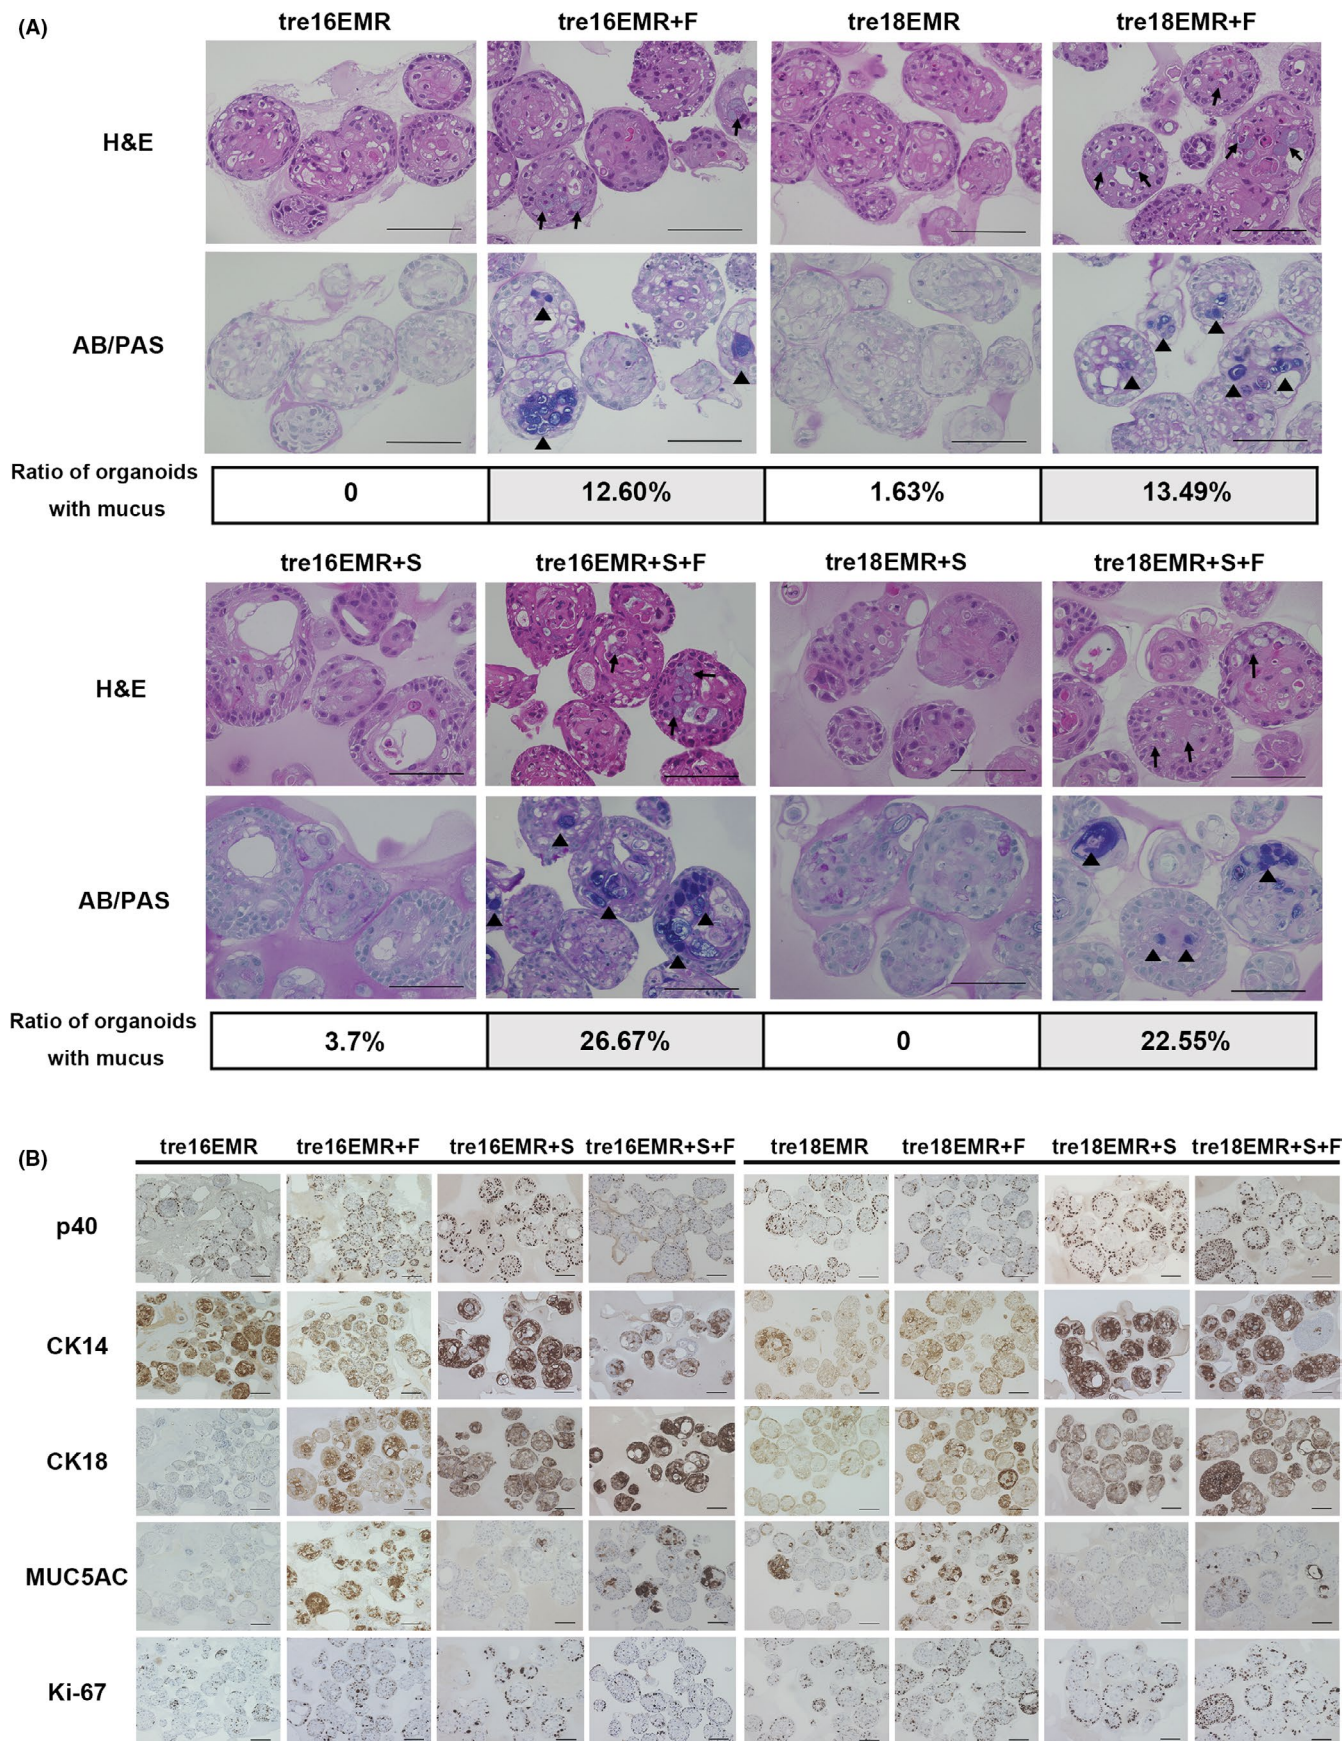 (A)
tre16EMR tre16EMR+F tre18EMR tre18EMR+F
H&E
AB/PAS
Ratio of organoids
with mucus
0 12.60% 1.63% 13.49%
tre16EMR+S tre16EMR+S+F tre18EMR+S tre18EMR+S+F
H&E
AB/PAS
Ratio of organoids
with mucus
3.7% 26.67% 0 22.55%
(B)
tre16EMR tre16EMR+F tre16EMR+S tre16EMR+S+F tre18EMR tre18EMR+F tre18EMR+S tre18EMR+S+F
p40
CK14
CK18
MUC5AC
Ki-67